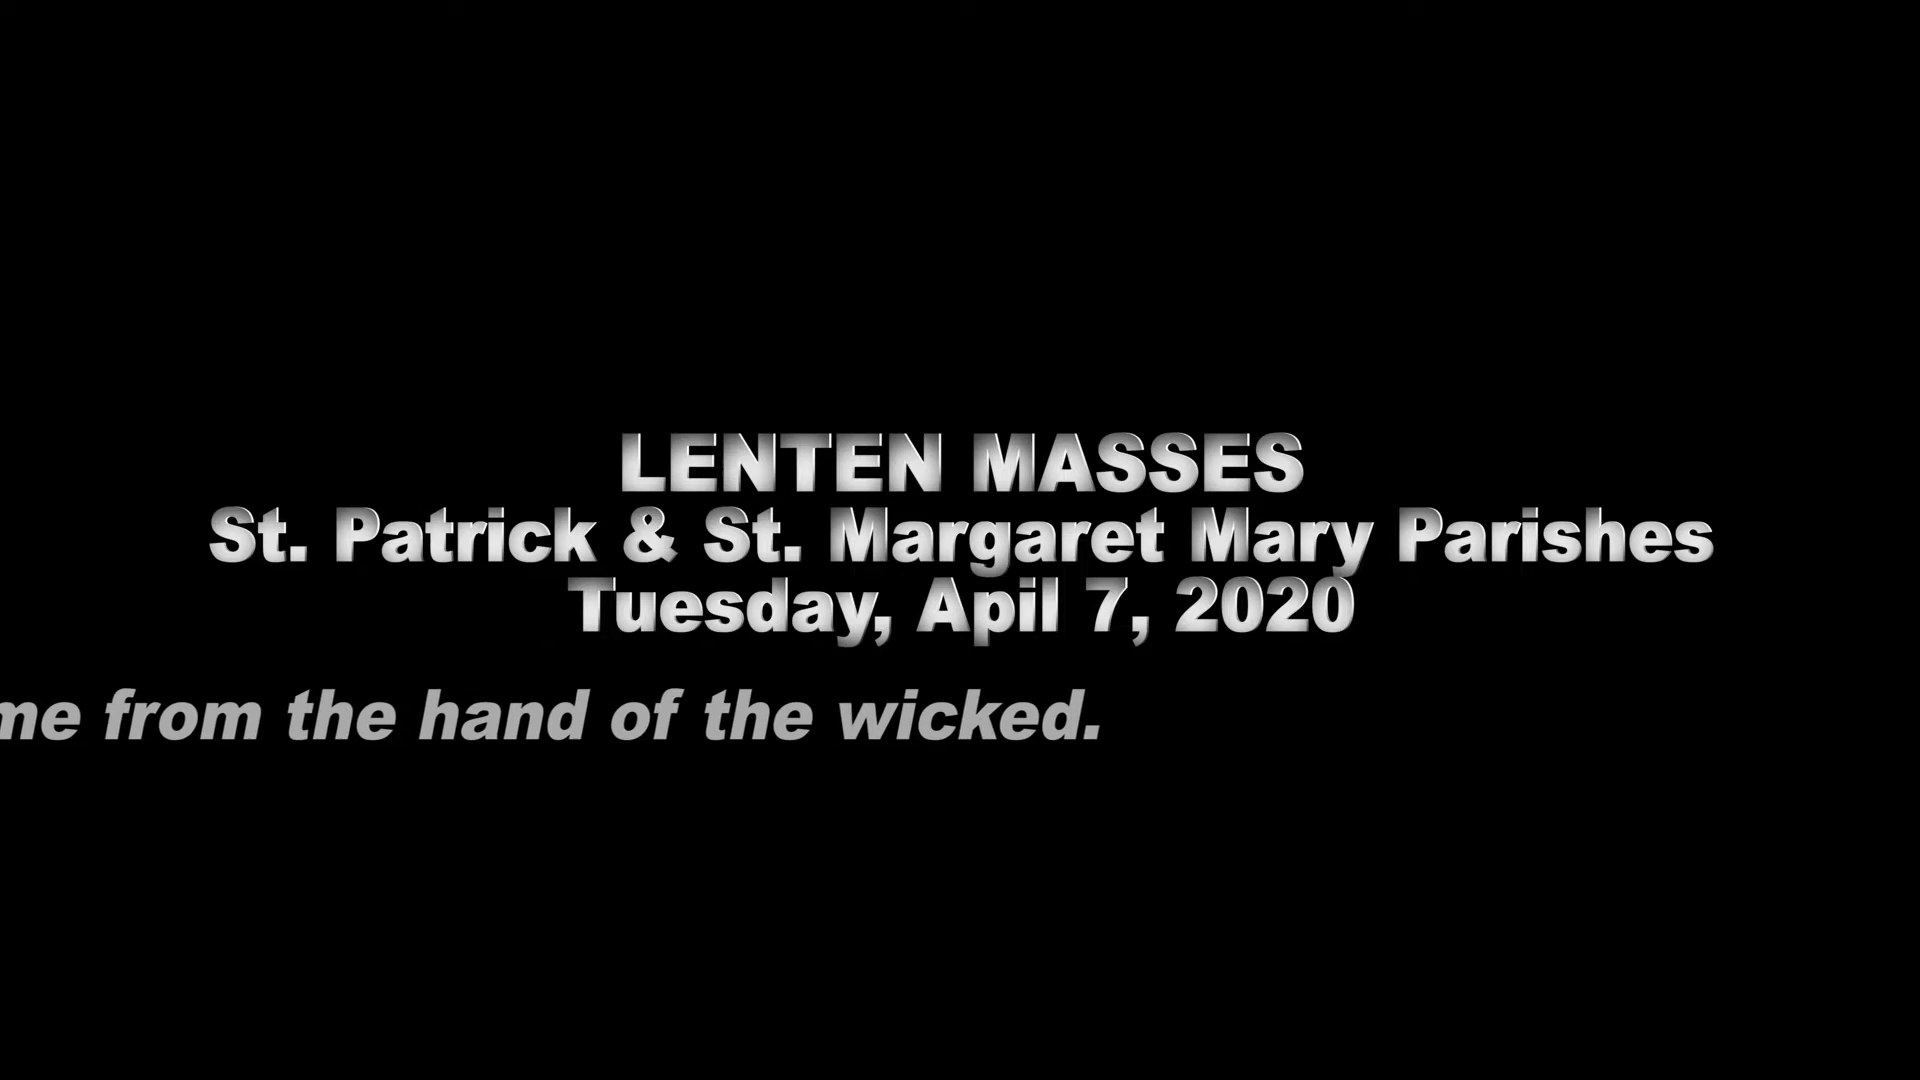 LENTEN MASSES
St. Patrick & St. Margaret Mary Parishes
Tuesday, Apil 7, 2020
me from the hand of the wicked.